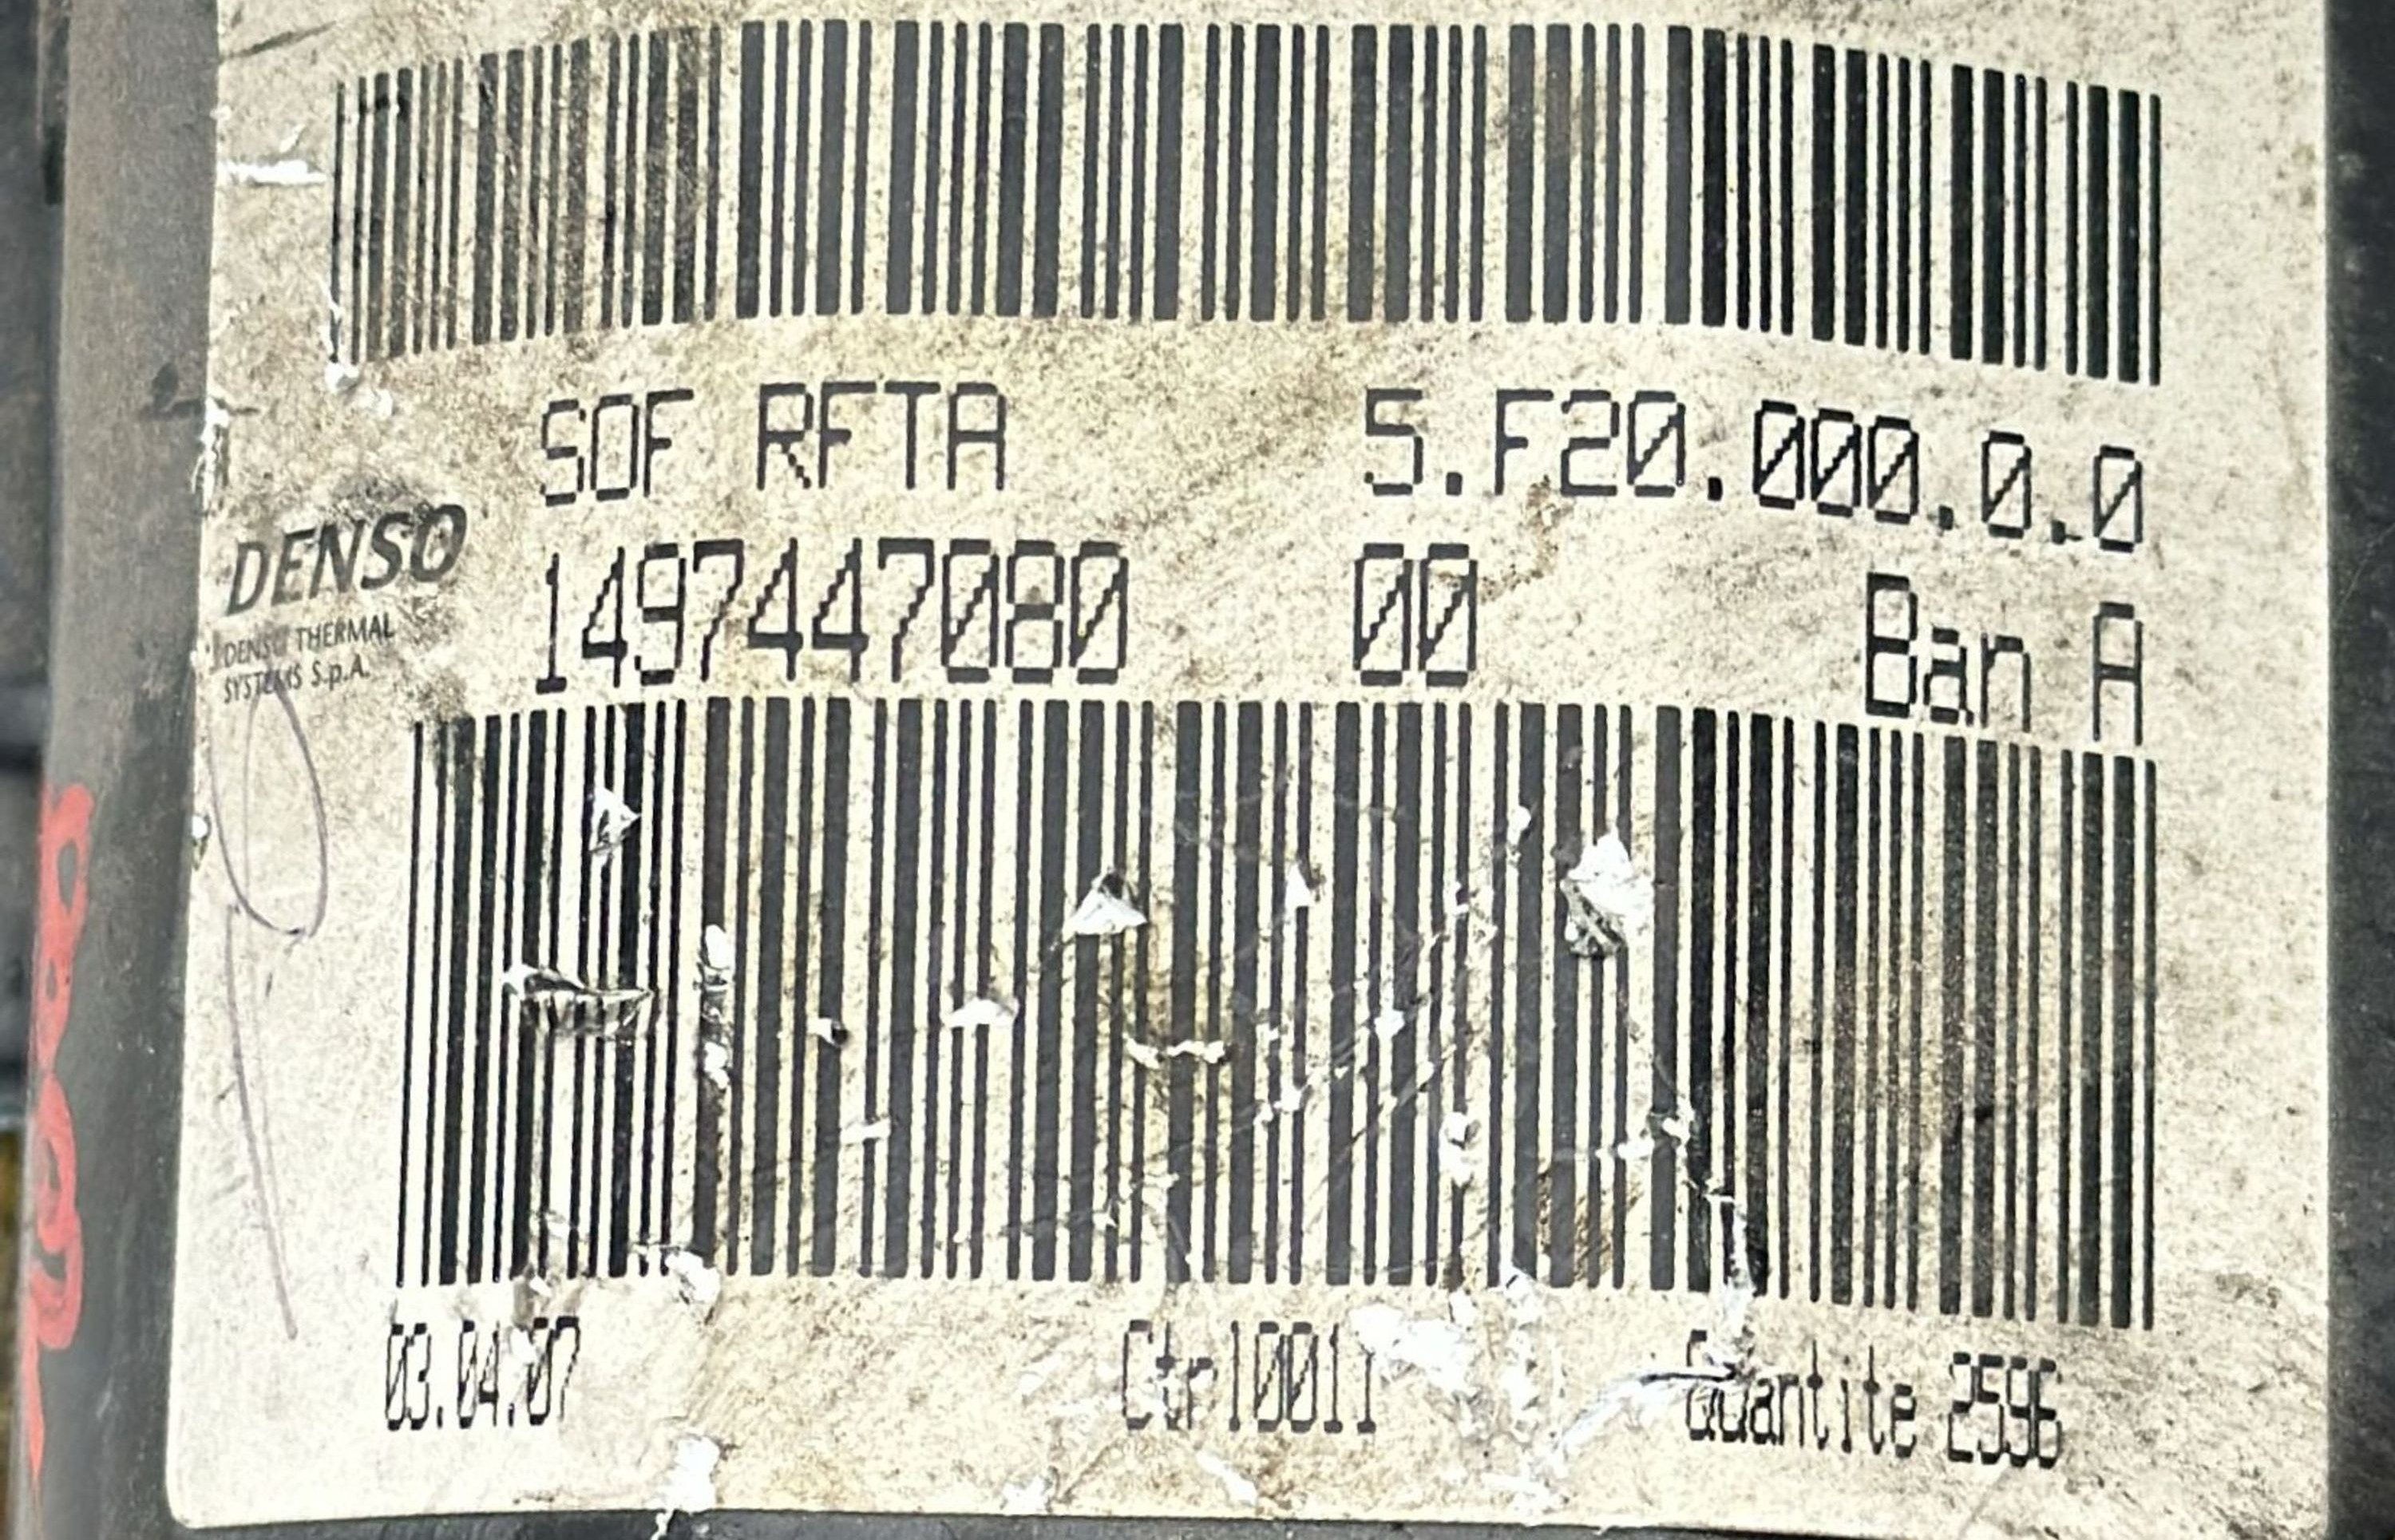 SOF RFTA 5.F20.000.0.0
DENSO
DENSO THERMAL
SYSTEMS S.p.A.
1497447080 00 Ban A
03.04.07 Ctr10011 Quantite 2596